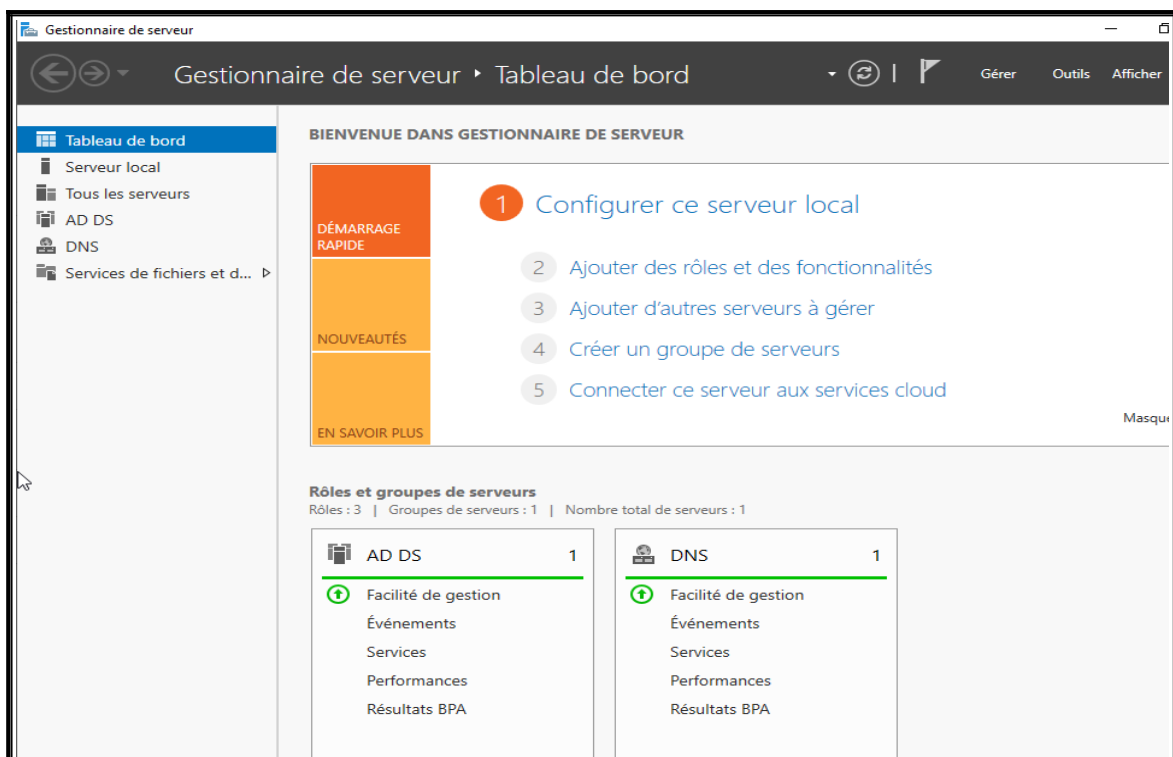 Gestionnaire de serveur
Gestionnaire de serveur ‣ Tableau de bord
Gérer Outils Afficher
Tableau de bord
Serveur local
Tous les serveurs
AD DS
DNS
Services de fichiers et d...
BIENVENUE DANS GESTIONNAIRE DE SERVEUR
DÉMARRAGE
RAPIDE
NOUVEAUTÉS
EN SAVOIR PLUS
1 Configurer ce serveur local
2 Ajouter des rôles et des fonctionnalités
3 Ajouter d'autres serveurs à gérer
4 Créer un groupe de serveurs
5 Connecter ce serveur aux services cloud
Masque
Rôles et groupes de serveurs
Rôles : 3 | Groupes de serveurs : 1 | Nombre total de serveurs : 1
AD DS 1
Facilité de gestion
Événements
Services
Performances
Résultats BPA
DNS 1
Facilité de gestion
Événements
Services
Performances
Résultats BPA